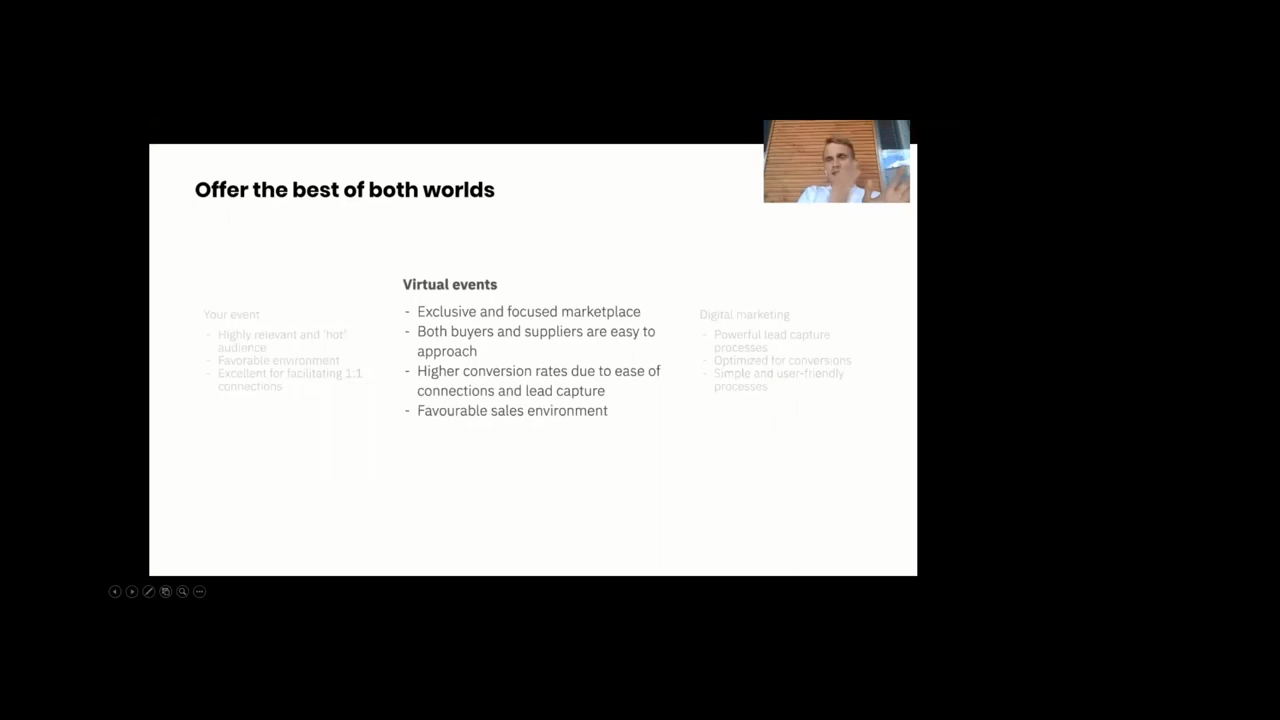 Offer the best of both worlds
Your event
- Highly relevant and 'hot'
audience
- Favorable environment
- Excellent for facilitating 1:1
connections
Virtual events
- Exclusive and focused marketplace
- Both buyers and suppliers are easy to
approach
- Higher conversion rates due to ease of
connections and lead capture
- Favourable sales environment
Digital marketing
- Powerful lead capture
processes
- Optimized for conversions
- Simple and user-friendly
processes